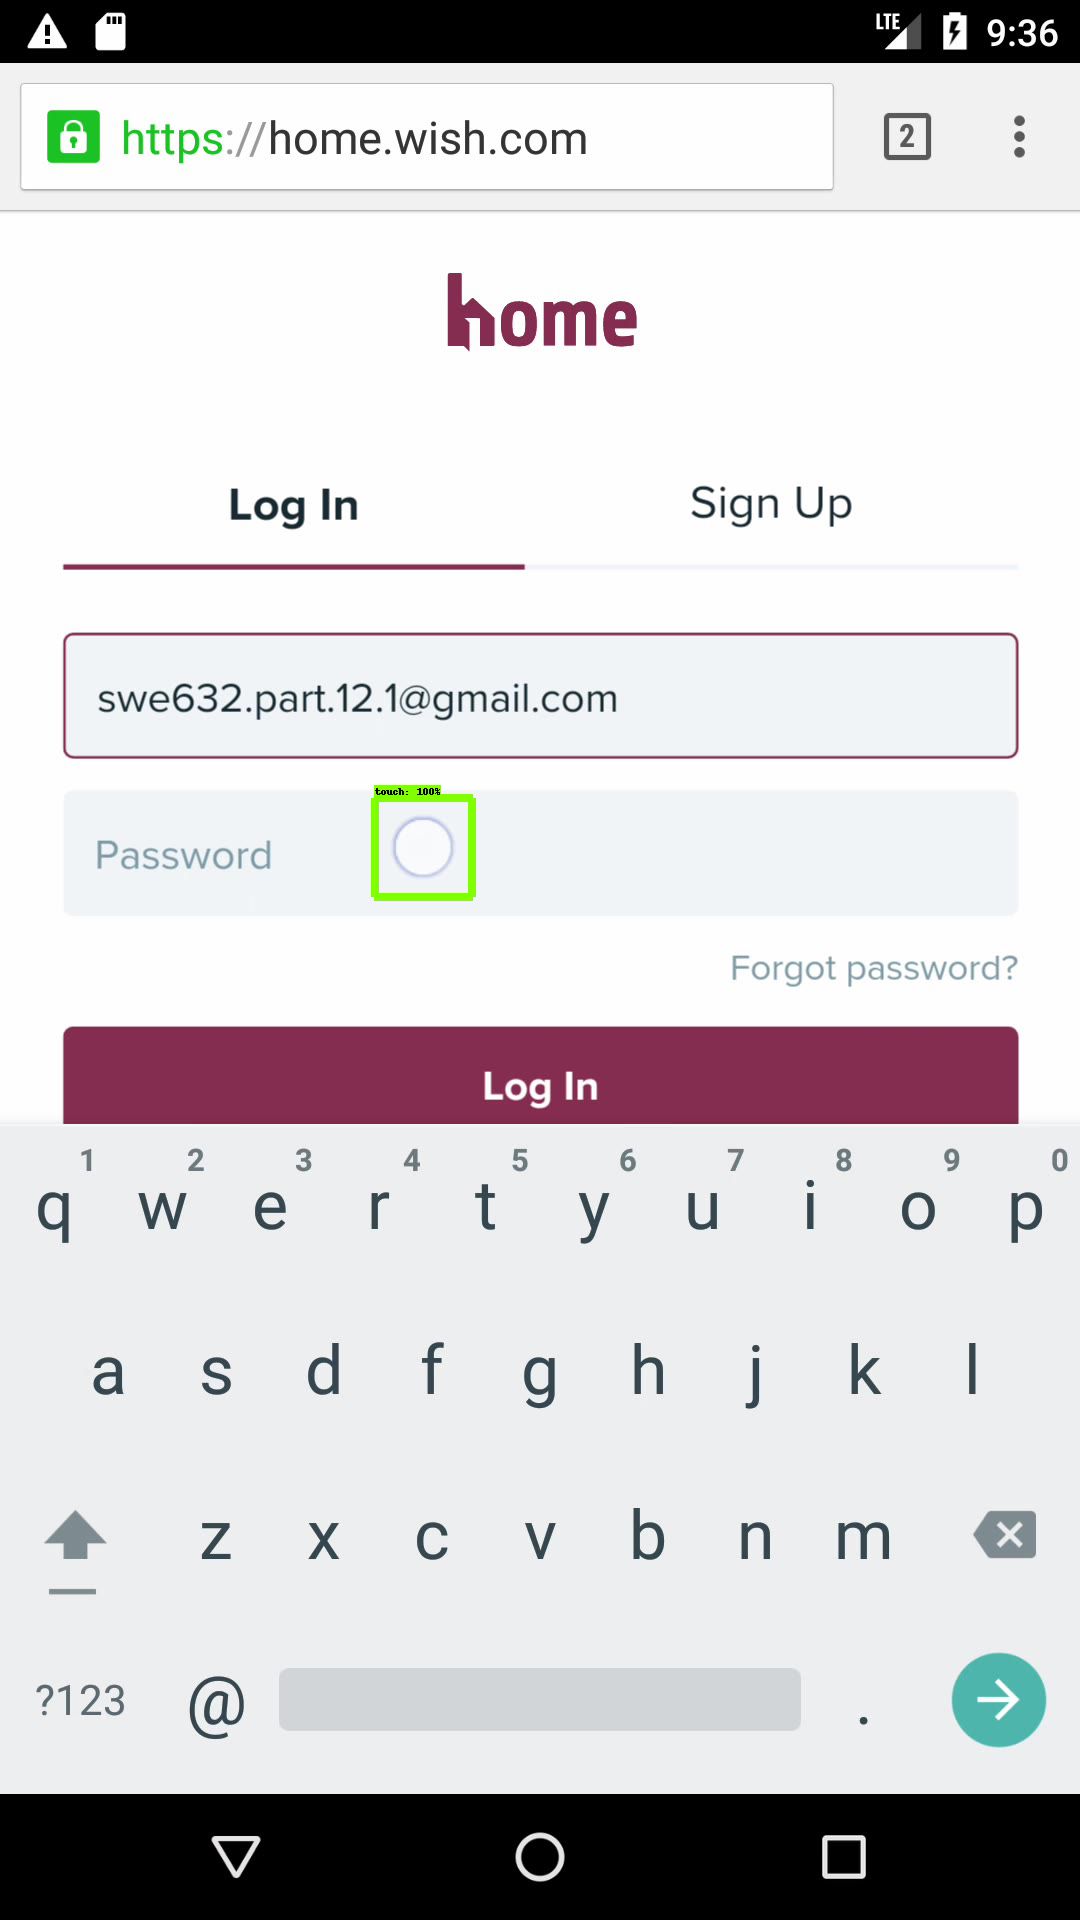 LTE 9:36
https://home.wish.com 2
home
Log In Sign Up
swe632.part.12.1@gmail.com
touch: 100%
Password
Forgot password?
Log In
1 2 3 4 5 6 7 8 9 0
q w e r t y u i o p
a s d f g h j k l
z x c v b n m
?123 @ .